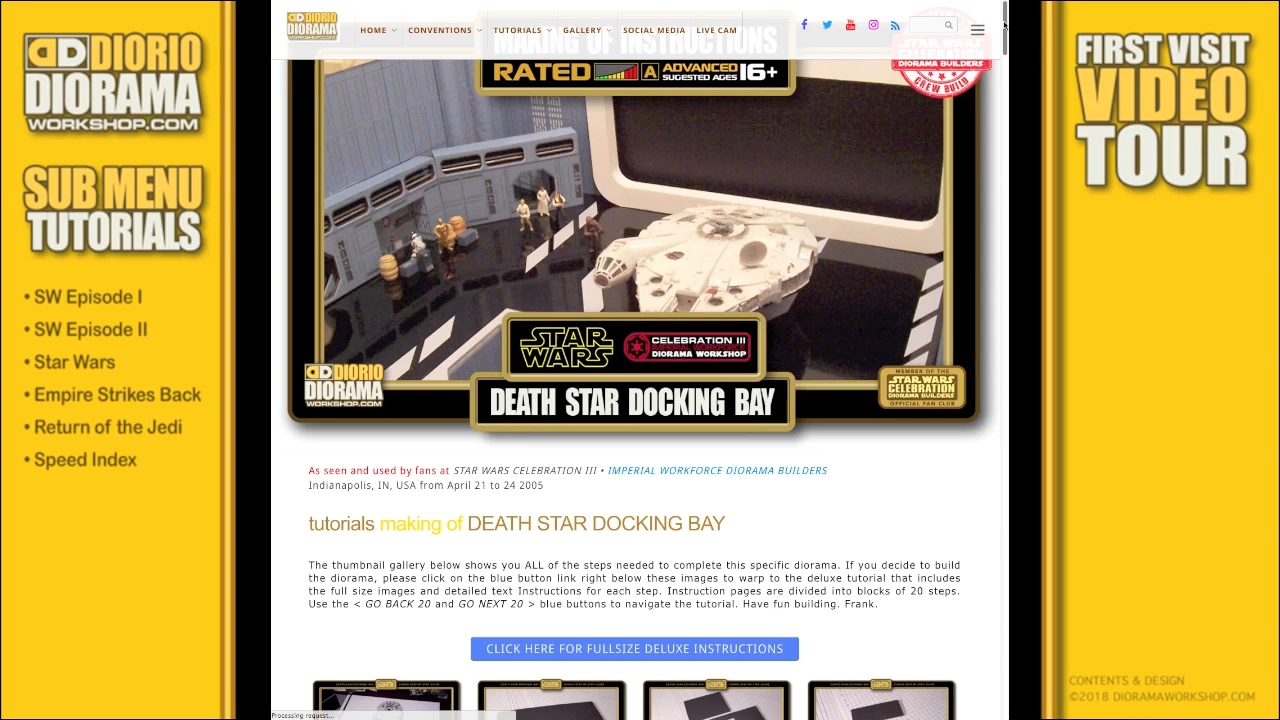 DIORIO
DIORAMA
WORKSHOP.COM
SUB MENU
TUTORIALS
• SW Episode I
• SW Episode II
• Star Wars
• Empire Strikes Back
• Return of the Jedi
• Speed Index
DIORIO
DIORAMA
WORKSHOP.COM
HOME CONVENTIONS TUTORIALS GALLERY SOCIAL MEDIA LIVE CAM
MAKING OF INSTRUCTIONS
RATED A ADVANCED SUGESTED AGES 16+
STAR WARS CELEBRATION
DIORAMA BUILDERS
CREW BUILD
STAR WARS
CELEBRATION III
IMPERIAL WORKFORCE
DIORAMA WORKSHOP
DIORIO
DIORAMA
WORKSHOP.COM
DEATH STAR DOCKING BAY
MEMBER OF THE
STAR WARS
CELEBRATION
DIORAMA BUILDERS
OFFICIAL FAN CLUB
As seen and used by fans at STAR WARS CELEBRATION III • IMPERIAL WORKFORCE DIORAMA BUILDERS
Indianapolis, IN, USA from April 21 to 24 2005
tutorials making of DEATH STAR DOCKING BAY
The thumbnail gallery below shows you ALL of the steps needed to complete this specific diorama. If you decide to build
the diorama, please click on the blue button link right below these images to warp to the deluxe tutorial that includes
the full size images and detailed text Instructions for each step. Instruction pages are divided into blocks of 20 steps.
Use the < GO BACK 20 and GO NEXT 20 > blue buttons to navigate the tutorial. Have fun building. Frank.
CLICK HERE FOR FULLSIZE DELUXE INSTRUCTIONS
Processing request...
FIRST VISIT
VIDEO
TOUR
CONTENTS & DESIGN
©2018 DIORAMAWORKSHOP.COM